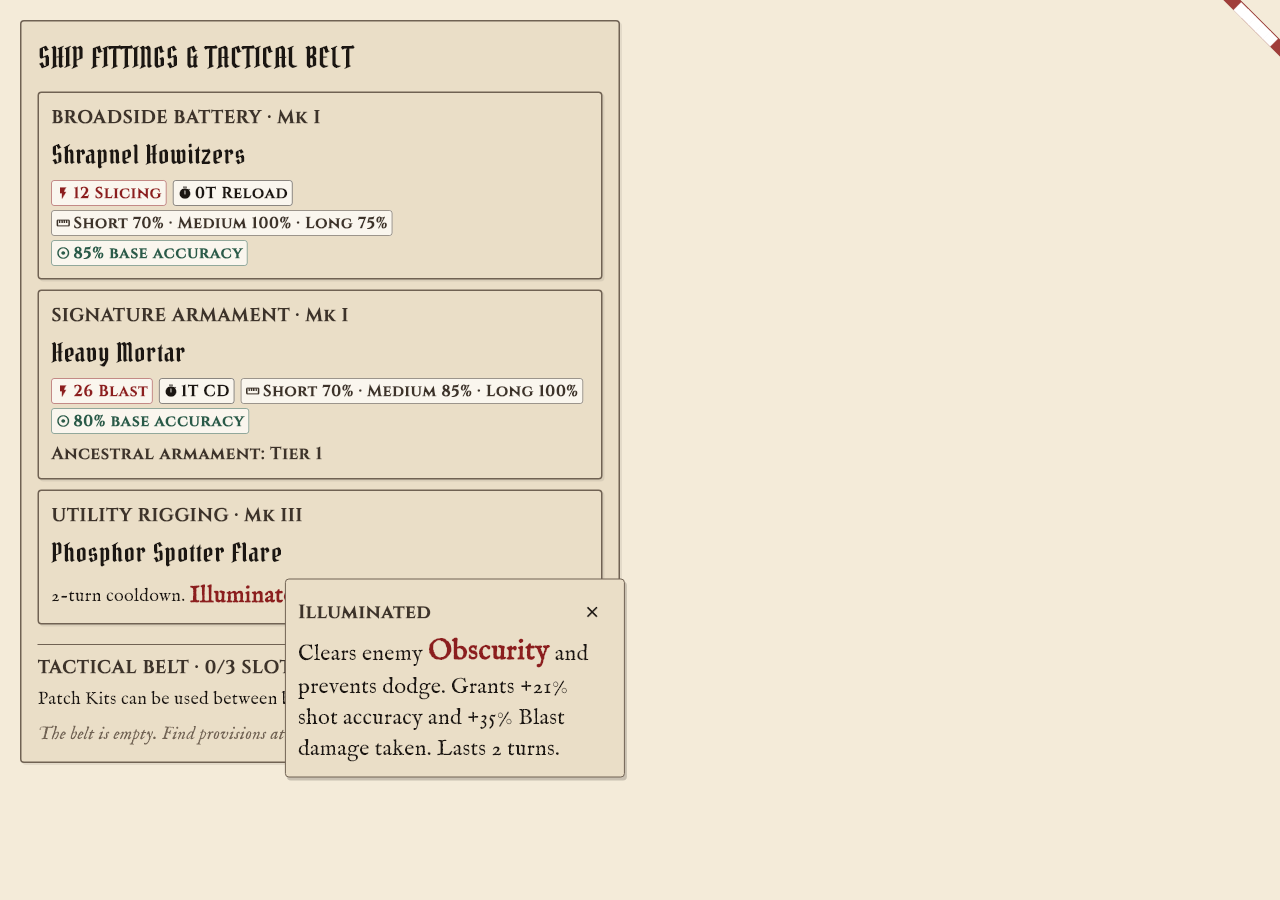 SHIP FITTINGS & TACTICAL BELT
BROADSIDE BATTERY · Mk I
Shrapnel Howitzers
12 Slicing
0T Reload
Short 70% · Medium 100% · Long 75%
85% base accuracy
SIGNATURE ARMAMENT · Mk I
Heavy Mortar
26 Blast
1T CD
Short 70% · Medium 85% · Long 100%
80% base accuracy
Ancestral armament: Tier 1
UTILITY RIGGING · Mk III
Phosphor Spotter Flare
2-turn cooldown.
Illuminated
×
Clears enemy Obscurity and
prevents dodge. Grants +21%
shot accuracy and +35% Blast
damage taken. Lasts 2 turns.
TACTICAL BELT · 0/3
Patch Kits can be used between
The belt is empty. Find provisions at